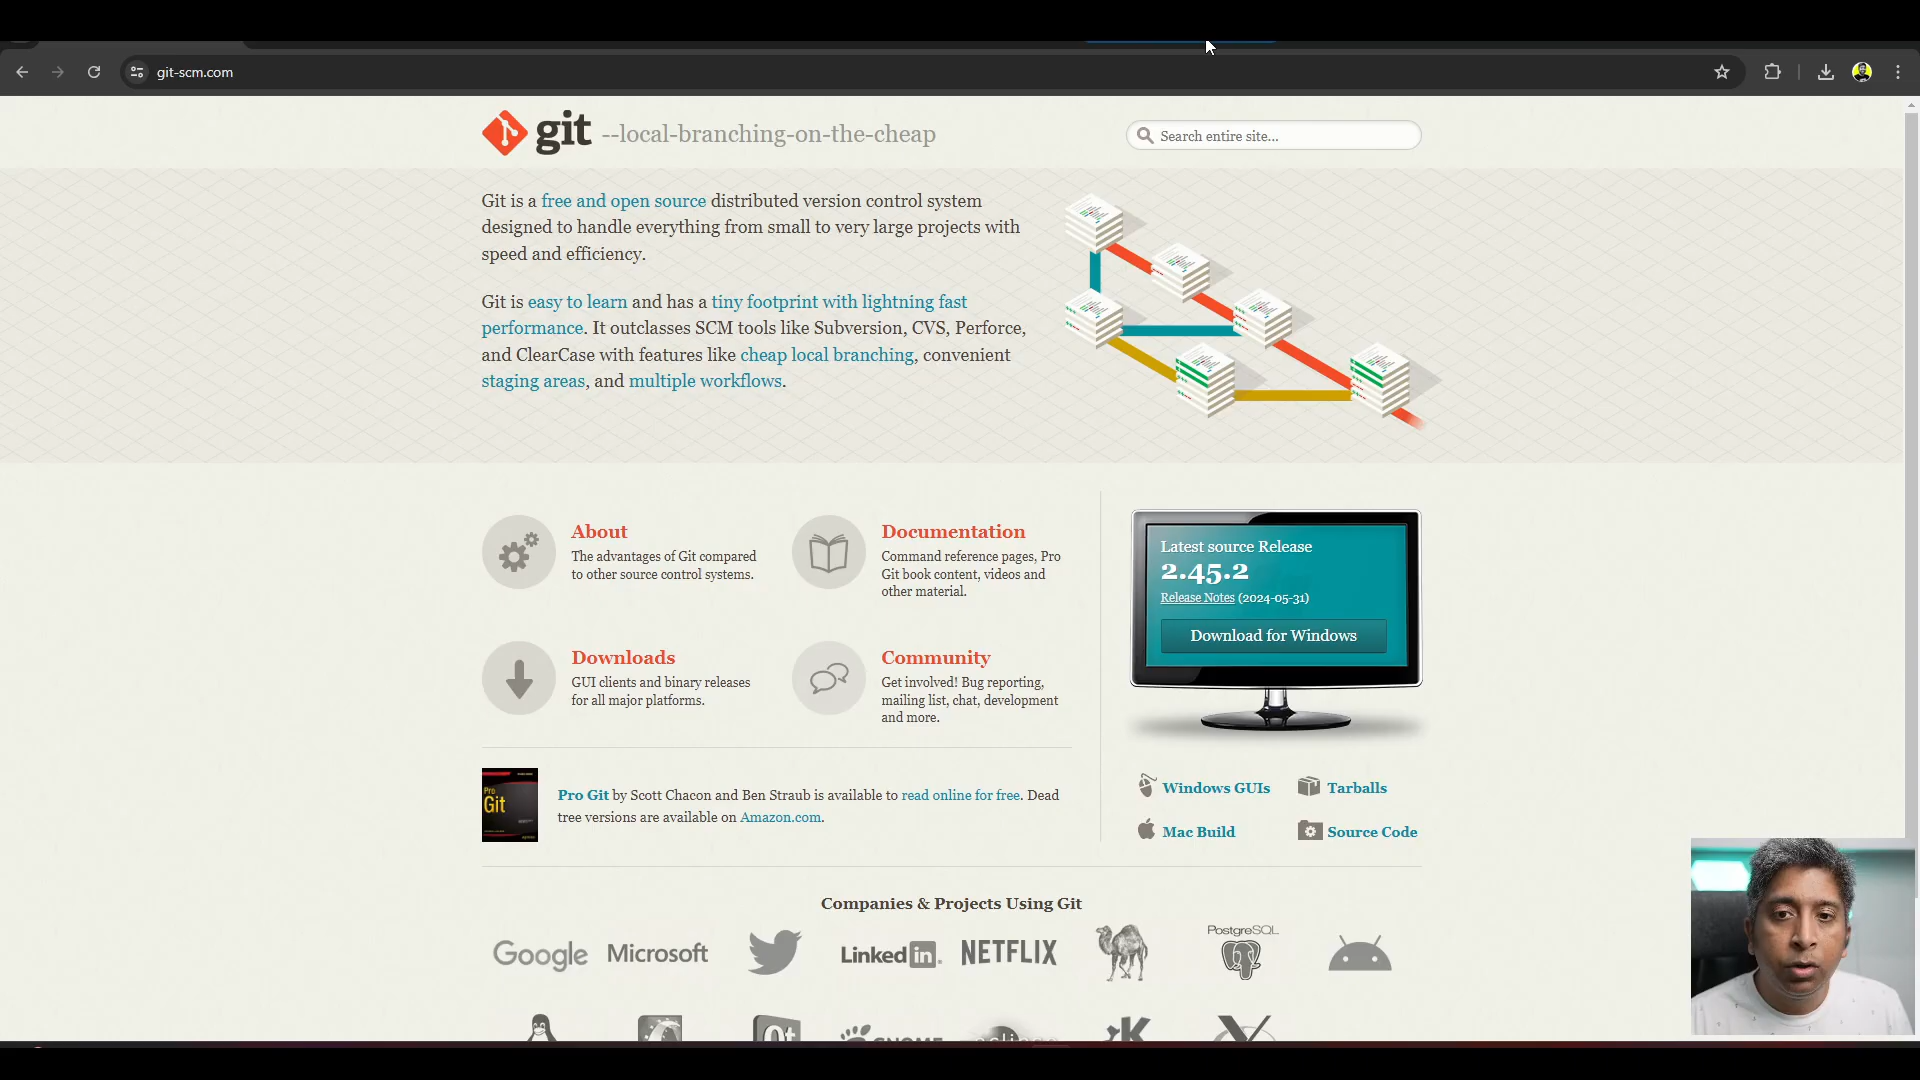 git-scm.com
git --local-branching-on-the-cheap
Search entire site...
Git is a free and open source distributed version control system
designed to handle everything from small to very large projects with
speed and efficiency.
Git is easy to learn and has a tiny footprint with lightning fast
performance. It outclasses SCM tools like Subversion, CVS, Perforce,
and ClearCase with features like cheap local branching, convenient
staging areas, and multiple workflows.
About
The advantages of Git compared
to other source control systems.
Documentation
Command reference pages, Pro
Git book content, videos and
other material.
Downloads
GUI clients and binary releases
for all major platforms.
Community
Get involved! Bug reporting,
mailing list, chat, development
and more.
Latest source Release
2.45.2
Release Notes (2024-05-31)
Download for Windows
Windows GUIs
Tarballs
Mac Build
Source Code
Pro
Git
Pro Git by Scott Chacon and Ben Straub is available to read online for free. Dead
tree versions are available on Amazon.com.
Companies & Projects Using Git
Google
Microsoft
LinkedIn
NETFLIX
PostgreSQL
Qt
GNOME